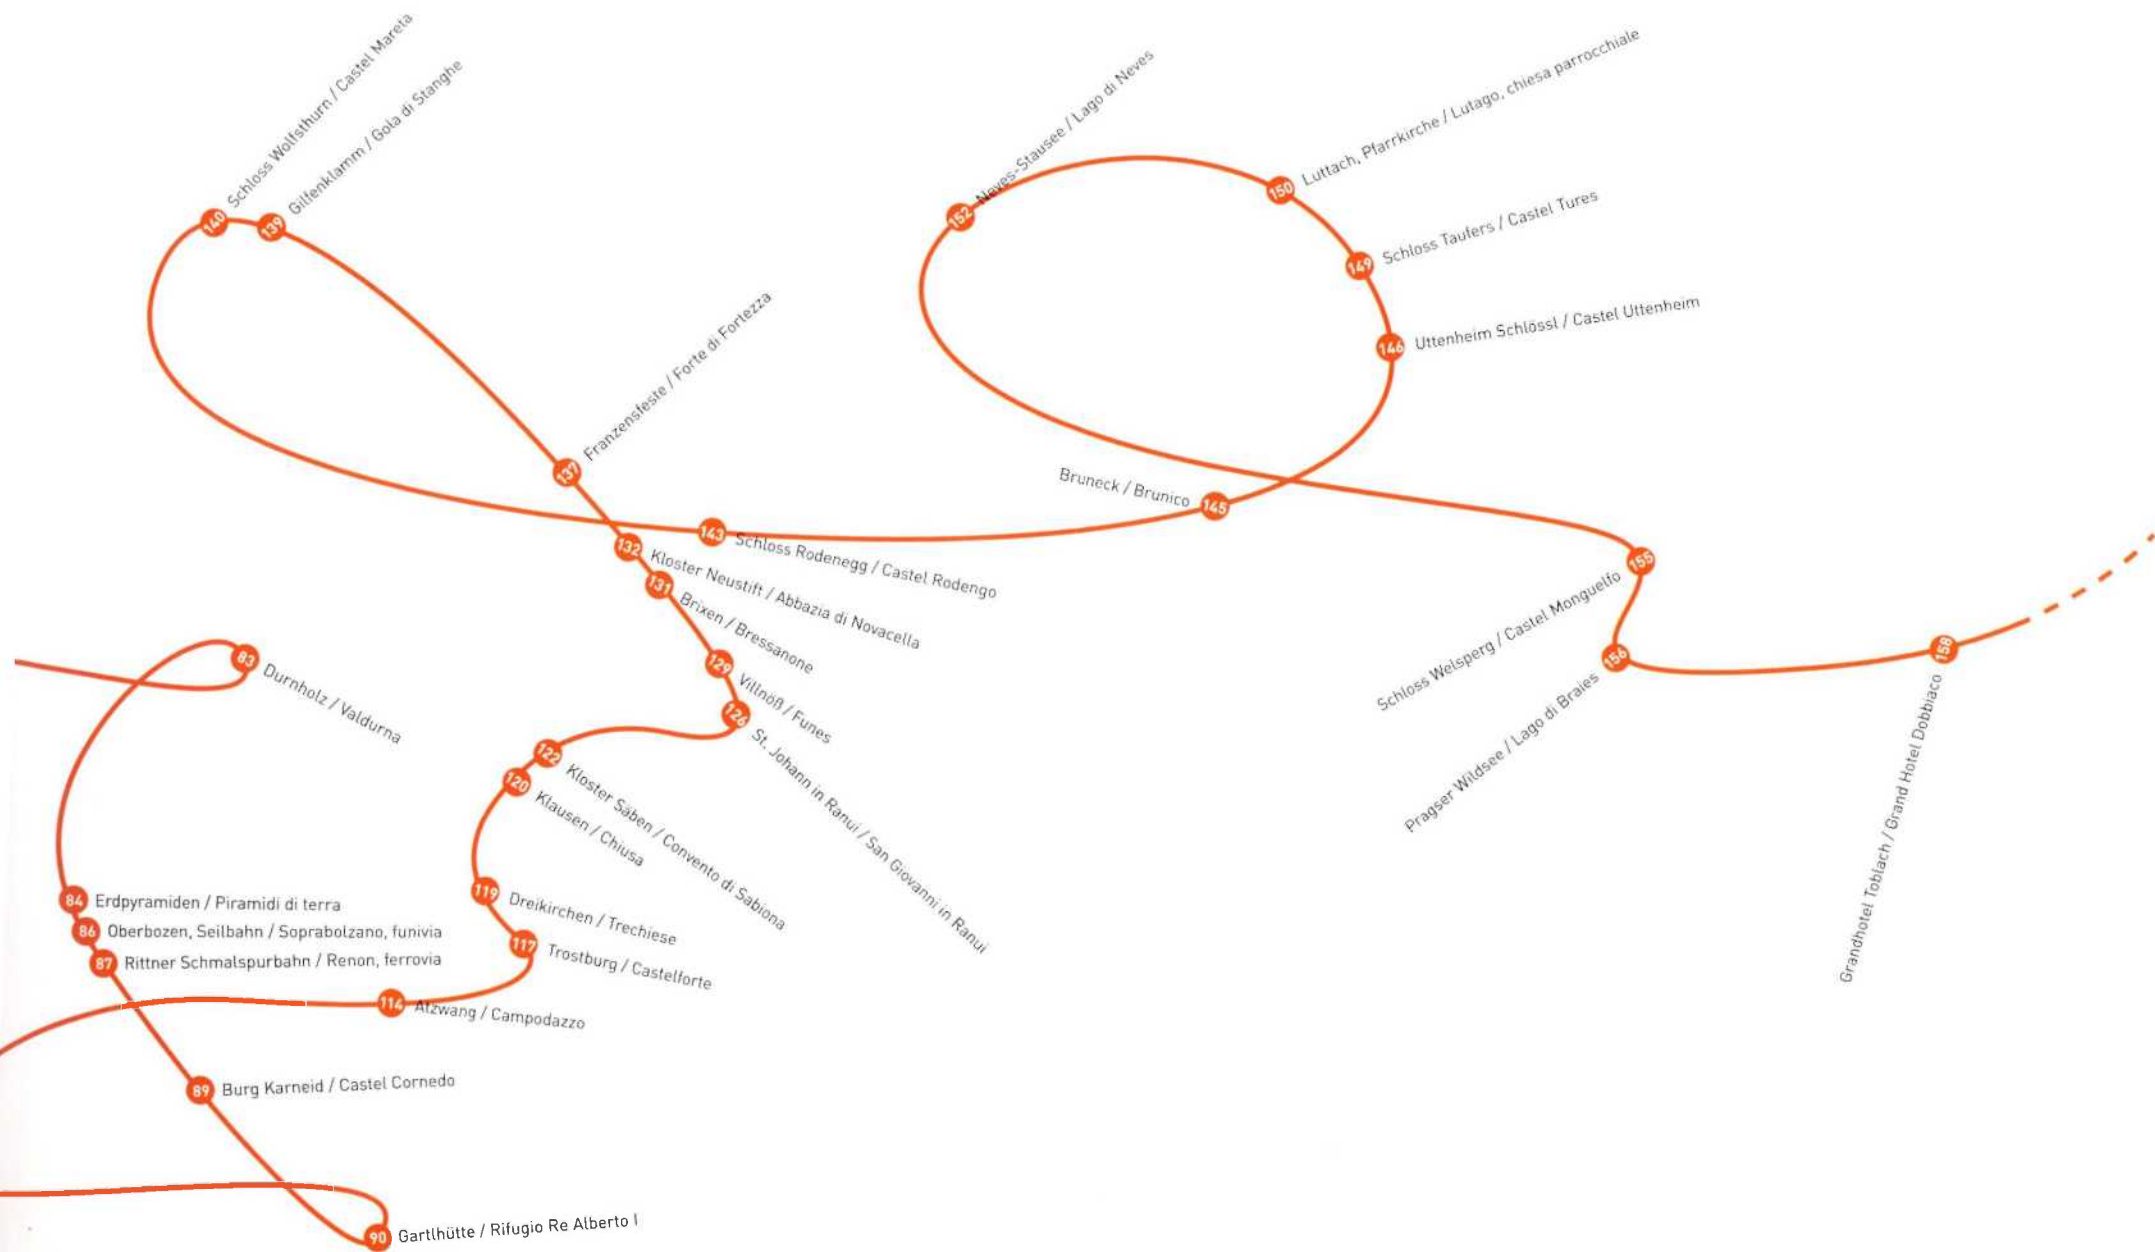 140 Schloss Wolfsthurn / Castel Mareta
139 Gilfenklamm / Gola di Stanghe
137 Franzensfeste / Forte di Fortezza
152 Neves-Stausee / Lago di Neves
150 Luttach, Pfarrkirche / Lutago, chiesa parrocchiale
149 Schloss Taufers / Castel Tures
146 Uttenheim Schlössl / Castel Uttenheim
Bruneck / Brunico 145
143 Schloss Rodenegg / Castel Rodengo
132 Kloster Neustift / Abbazia di Novacella
131 Brixen / Bressanone
129 Villnöß / Funes
126 St. Johann in Ranui / San Giovanni in Ranui
122 Kloster Säben / Convento di Sabiona
120 Klausen / Chiusa
119 Dreikirchen / Trechiese
117 Trostburg / Castelforte
114 Atzwang / Campodazzo
155 Schloss Welsperg / Castel Monguelfo
156 Pragser Wildsee / Lago di Braies
158 Grandhotel Toblach / Grand Hotel Dobbiaco
83 Durnholz / Valdurna
84 Erdpyramiden / Piramidi di terra
86 Oberbozen, Seilbahn / Soprabolzano, funivia
87 Rittner Schmalspurbahn / Renon, ferrovia
89 Burg Karneid / Castel Cornedo
90 Gartlhütte / Rifugio Re Alberto I